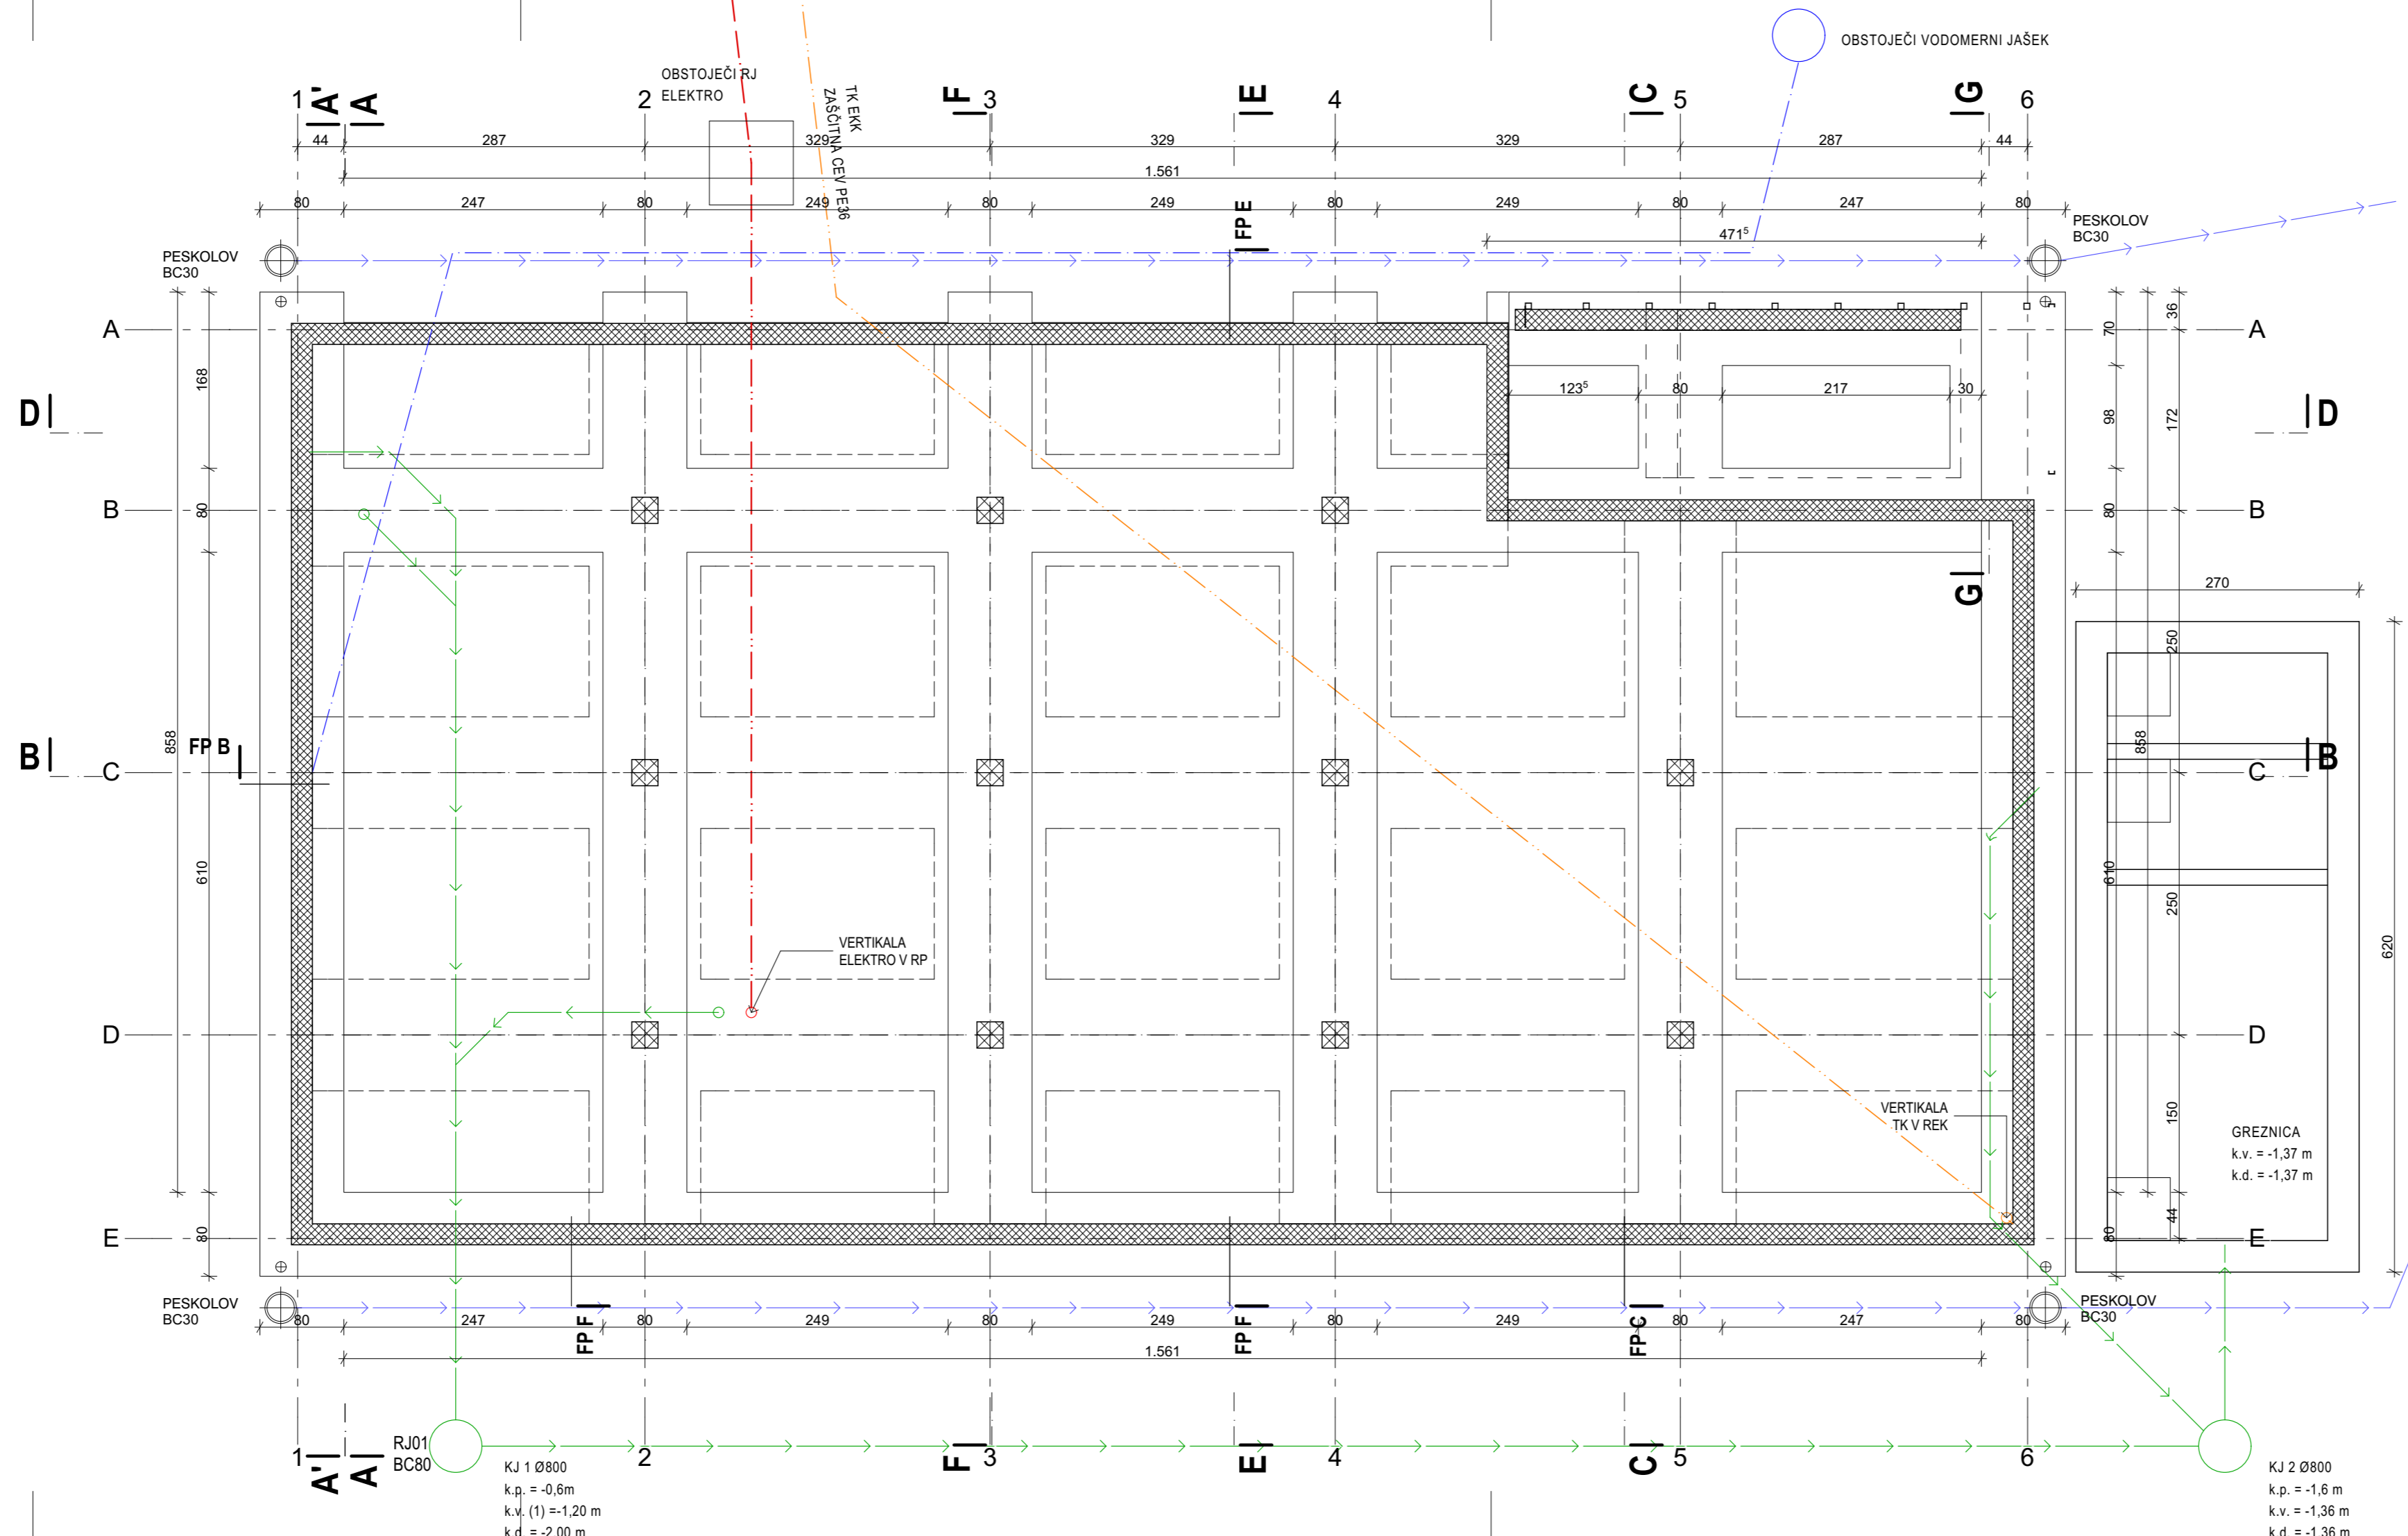 OBSTOJEČI VODOMERNI JAŠEK
OBSTOJEČI RJ
ELEKTRO
TK EKK
ZAŠČITNA CEV PE36
1
A'
A
2
F
3
E
4
C
5
G
6
44
287
329
329
329
287
44
1.561
80
247
80
249
80
249
80
249
80
247
80
471⁵
FP E
PESKOLOV
BC30
PESKOLOV
BC30
A
A
168
70
36
123⁵
80
217
30
98
172
D
D
B
80
80
B
G
270
250
858
858
B
FP B
C
C
B
610
610
250
620
VERTIKALA
ELEKTRO V RP
D
D
VERTIKALA
TK V REK
150
GREZNICA
k.v. = -1,37 m
k.d. = -1,37 m
44
E
80
80
E
PESKOLOV
BC30
PESKOLOV
BC30
80
247
80
249
80
249
80
249
80
247
80
FP F
FP F
FP C
1.561
1
A'
A
RJ01
BC80
2
F
3
E
4
C
5
6
KJ 1 Ø800
k.p. = -0,6m
k.v. (1) =-1,20 m
k.d. = -2,00 m
KJ 2 Ø800
k.p. = -1,6 m
k.v. = -1,36 m
k.d. = -1,36 m